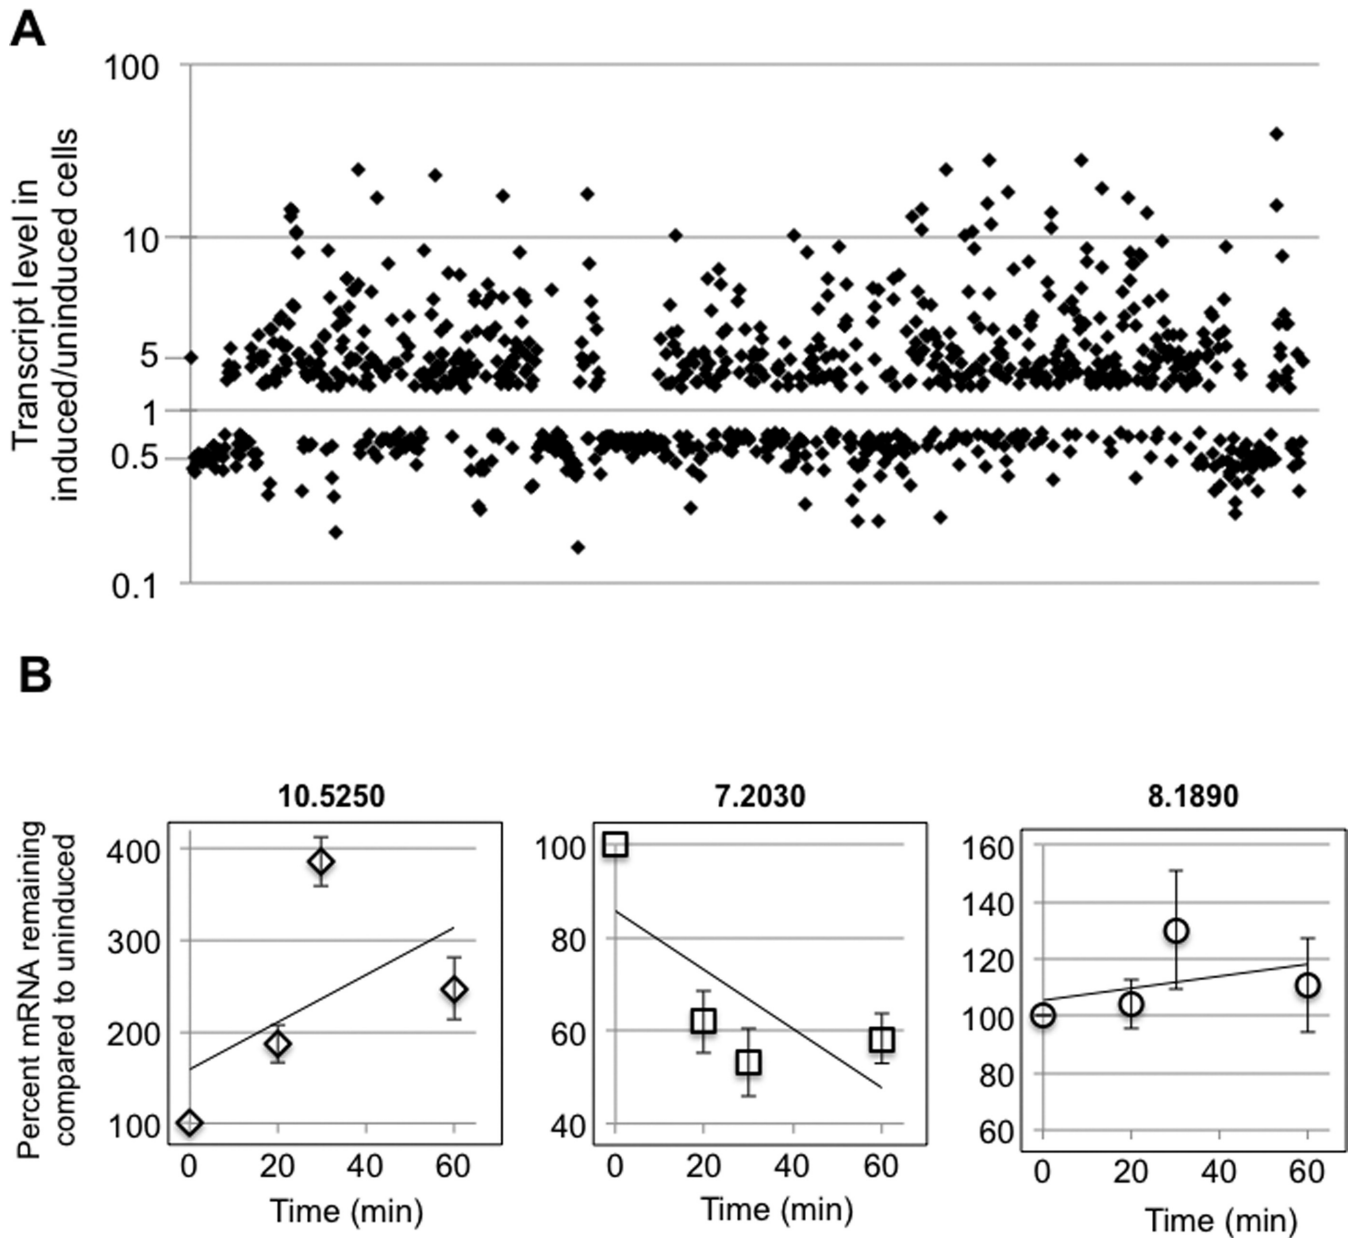 A
100
10
5
1
0.5
0.1
Transcript level in
induced/uninduced cells
B
Percent mRNA remaining
compared to uninduced
10.5250
400
300
200
100
0 20 40 60
Time (min)
7.2030
100
80
60
40
0 20 40 60
Time (min)
8.1890
160
140
120
100
80
60
0 20 40 60
Time (min)